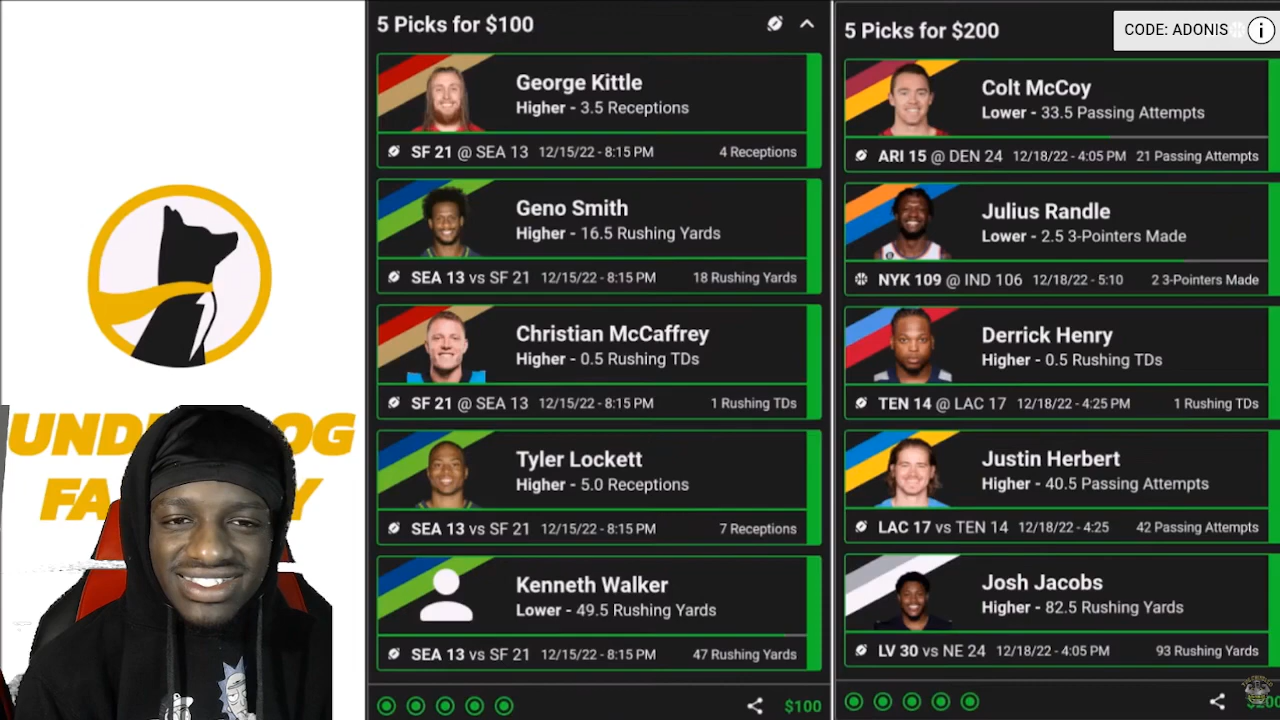 UND OG
FA Y
5 Picks for $100
George Kittle
Higher - 3.5 Receptions
SF 21 @ SEA 13 12/15/22 - 8:15 PM 4 Receptions
Geno Smith
Higher - 16.5 Rushing Yards
SEA 13 vs SF 21 12/15/22 - 8:15 PM 18 Rushing Yards
Christian McCaffrey
Higher - 0.5 Rushing TDs
SF 21 @ SEA 13 12/15/22 - 8:15 PM 1 Rushing TDs
Tyler Lockett
Higher - 5.0 Receptions
SEA 13 vs SF 21 12/15/22 - 8:15 PM 7 Receptions
Kenneth Walker
Lower - 49.5 Rushing Yards
SEA 13 vs SF 21 12/15/22 - 8:15 PM 47 Rushing Yards
$100
5 Picks for $200
CODE: ADONIS
Colt McCoy
Lower - 33.5 Passing Attempts
ARI 15 @ DEN 24 12/18/22 - 4:05 PM 21 Passing Attempts
Julius Randle
Lower - 2.5 3-Pointers Made
NYK 109 @ IND 106 12/18/22 - 5:10 2 3-Pointers Made
Derrick Henry
Higher - 0.5 Rushing TDs
TEN 14 @ LAC 17 12/18/22 - 4:25 PM 1 Rushing TDs
Justin Herbert
Higher - 40.5 Passing Attempts
LAC 17 vs TEN 14 12/18/22 - 4:25 42 Passing Attempts
Josh Jacobs
Higher - 82.5 Rushing Yards
LV 30 vs NE 24 12/18/22 - 4:05 PM 93 Rushing Yards